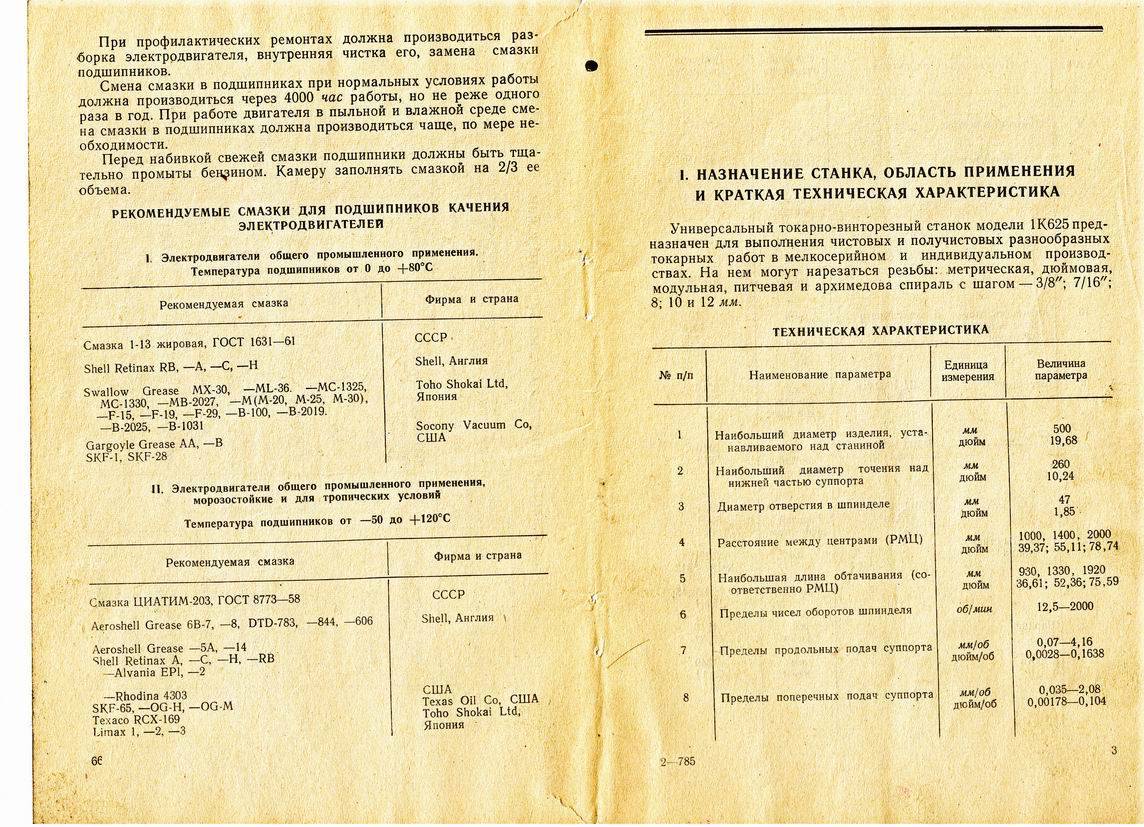 При профилактических ремонтах должна производиться раз-
борка электродвигателя, внутренняя чистка его, замена смазки
подшипников.
Смена смазки в подшипниках при нормальных условиях работы
должна производиться через 4000 час работы, но не реже одного
раза в год. При работе двигателя в пыльной и влажной среде сме-
на смазки в подшипниках должна производиться чаще, по мере не-
обходимости.
Перед набивкой свежей смазки подшипники должны быть тща-
тельно промыты бензином. Камеру заполнять смазкой на 2/3 ее
объема.
РЕКОМЕНДУЕМЫЕ СМАЗКИ ДЛЯ ПОДШИПНИКОВ КАЧЕНИЯ
ЭЛЕКТРОДВИГАТЕЛЕЙ
I. Электродвигатели общего промышленного применения.
Температура подшипников от 0 до +80°С
Рекомендуемая смазка
Фирма и страна
Смазка 1-13 жировая, ГОСТ 1631—61
СССР
Shell Retinax RB, —A, —C, —H
Shell, Англия
Swallow Grease MX-30, —ML-36. —MC-1325,
MC-1330, —MB-2027, —M(M-20, M-25, M-30),
—F-15, —F-19, —F-29, —B-100, —B-2019.
—B-2025, —B-1031
Toho Shokai Ltd,
Япония
Gargoyle Grease AA, —B
SKF-1, SKF-28
Socony Vacuum Co,
США
II. Электродвигатели общего промышленного применения,
морозостойкие и для тропических условий
Температура подшипников от —50 до +120°С
Рекомендуемая смазка
Фирма и страна
Смазка ЦИАТИМ-203, ГОСТ 8773—58
СССР
Aeroshell Grease 6B-7, —8, DTD-783, —844, —606
Shell, Англия
Aeroshell Grease —5A, —14
Shell Retinax A, —C, —H, —RB
—Alvania EPI, —2
—Rhodina 4303
SKF-65, —OG-H, —OG-M
Texaco RCX-169
Limax 1, —2, —3
США
Texas Oil Co, США
Toho Shokai Ltd,
Япония
66
I. НАЗНАЧЕНИЕ СТАНКА, ОБЛАСТЬ ПРИМЕНЕНИЯ
И КРАТКАЯ ТЕХНИЧЕСКАЯ ХАРАКТЕРИСТИКА
Универсальный токарно-винторезный станок модели 1К625 пред-
назначен для выполнения чистовых и получистовых разнообразных
токарных работ в мелкосерийном и индивидуальном производ-
ствах. На нем могут нарезаться резьбы: метрическая, дюймовая,
модульная, питчевая и архимедова спираль с шагом — 3/8″; 7/16″;
8; 10 и 12 мм.
ТЕХНИЧЕСКАЯ ХАРАКТЕРИСТИКА
№ п/п
Наименование параметра
Единица
измерения
Величина
параметра
1
Наибольший диаметр изделия, уста-
навливаемого над станиной
мм
дюйм
500
19,68
2
Наибольший диаметр точения над
нижней частью суппорта
мм
дюйм
260
10,24
3
Диаметр отверстия в шпинделе
мм
дюйм
47
1,85
4
Расстояние между центрами (РМЦ)
мм
дюйм
1000, 1400, 2000
39,37; 55,11; 78,74
5
Наибольшая длина обтачивания (со-
ответственно РМЦ)
мм
дюйм
930, 1330, 1920
36,61; 52,36; 75,59
6
Пределы чисел оборотов шпинделя
об/мин
12,5—2000
7
Пределы продольных подач суппорта
мм/об
дюйм/об
0,07—4,16
0,0028—0,1638
8
Пределы поперечных подач суппорта
мм/об
дюйм/об
0,035—2,08
0,00178—0,104
2—785
3